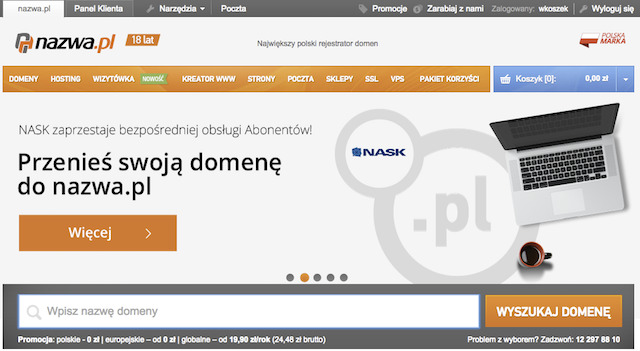 nazwa.pl Panel Klienta Narzędzia Poczta Promocje Zarabiaj z nami Zalogowany: wkoszek Wyloguj się
nazwa.pl 18 lat Największy polski rejestrator domen POLSKA MARKA
DOMENY HOSTING WIZYTÓWKA NOWOŚĆ KREATOR WWW STRONY POCZTA SKLEPY SSL VPS PAKIET KORZYŚCI Koszyk [0]: 0,00 zł
NASK zaprzestaje bezpośredniej obsługi Abonentów!
Przenieś swoją domenę
do nazwa.pl
NASK
.pl
Więcej
Wpisz nazwę domeny WYSZUKAJ DOMENĘ
Promocja: polskie - 0 zł | europejskie – od 0 zł | globalne – od 19,90 zł/rok (24,48 zł brutto) Problem z wyborem? Zadzwoń: 12 297 88 10